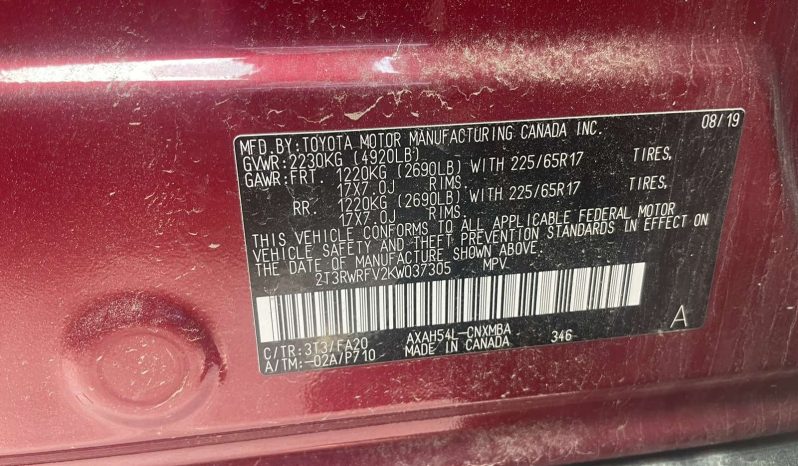 MFD.BY:TOYOTA MOTOR MANUFACTURING CANADA INC. 08/19
GVWR:2230KG (4920LB)
GAWR:FRT. 1220KG (2690LB) WITH 225/65R17 TIRES,
17X7.0J RIMS.
RR. 1220KG (2690LB) WITH 225/65R17 TIRES,
17X7.0J RIMS.
THIS VEHICLE CONFORMS TO ALL APPLICABLE FEDERAL MOTOR
VEHICLE SAFETY AND THEFT PREVENTION STANDARDS IN EFFECT ON
THE DATE OF MANUFACTURE SHOWN ABOVE.
2T3RWRFV2KW037305 MPV
C/TR:3T3/FA20 AXAH54L-CNXMBA 346 A
A/TM:-02A/P710 MADE IN CANADA